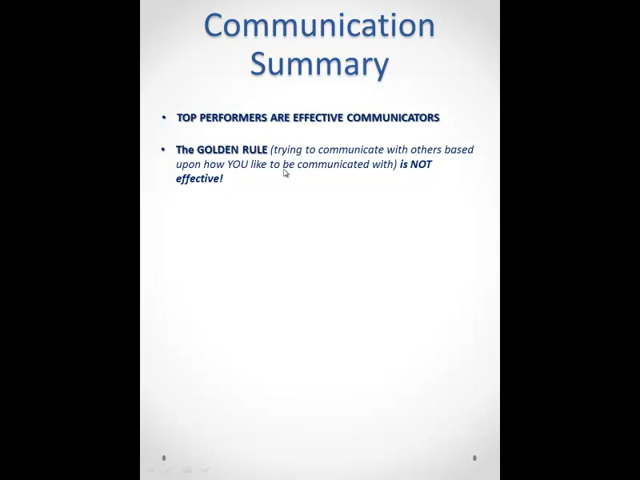 Communication
Summary
• TOP PERFORMERS ARE EFFECTIVE COMMUNICATORS
• The GOLDEN RULE (trying to communicate with others based
upon how YOU like to be communicated with) is NOT
effective!